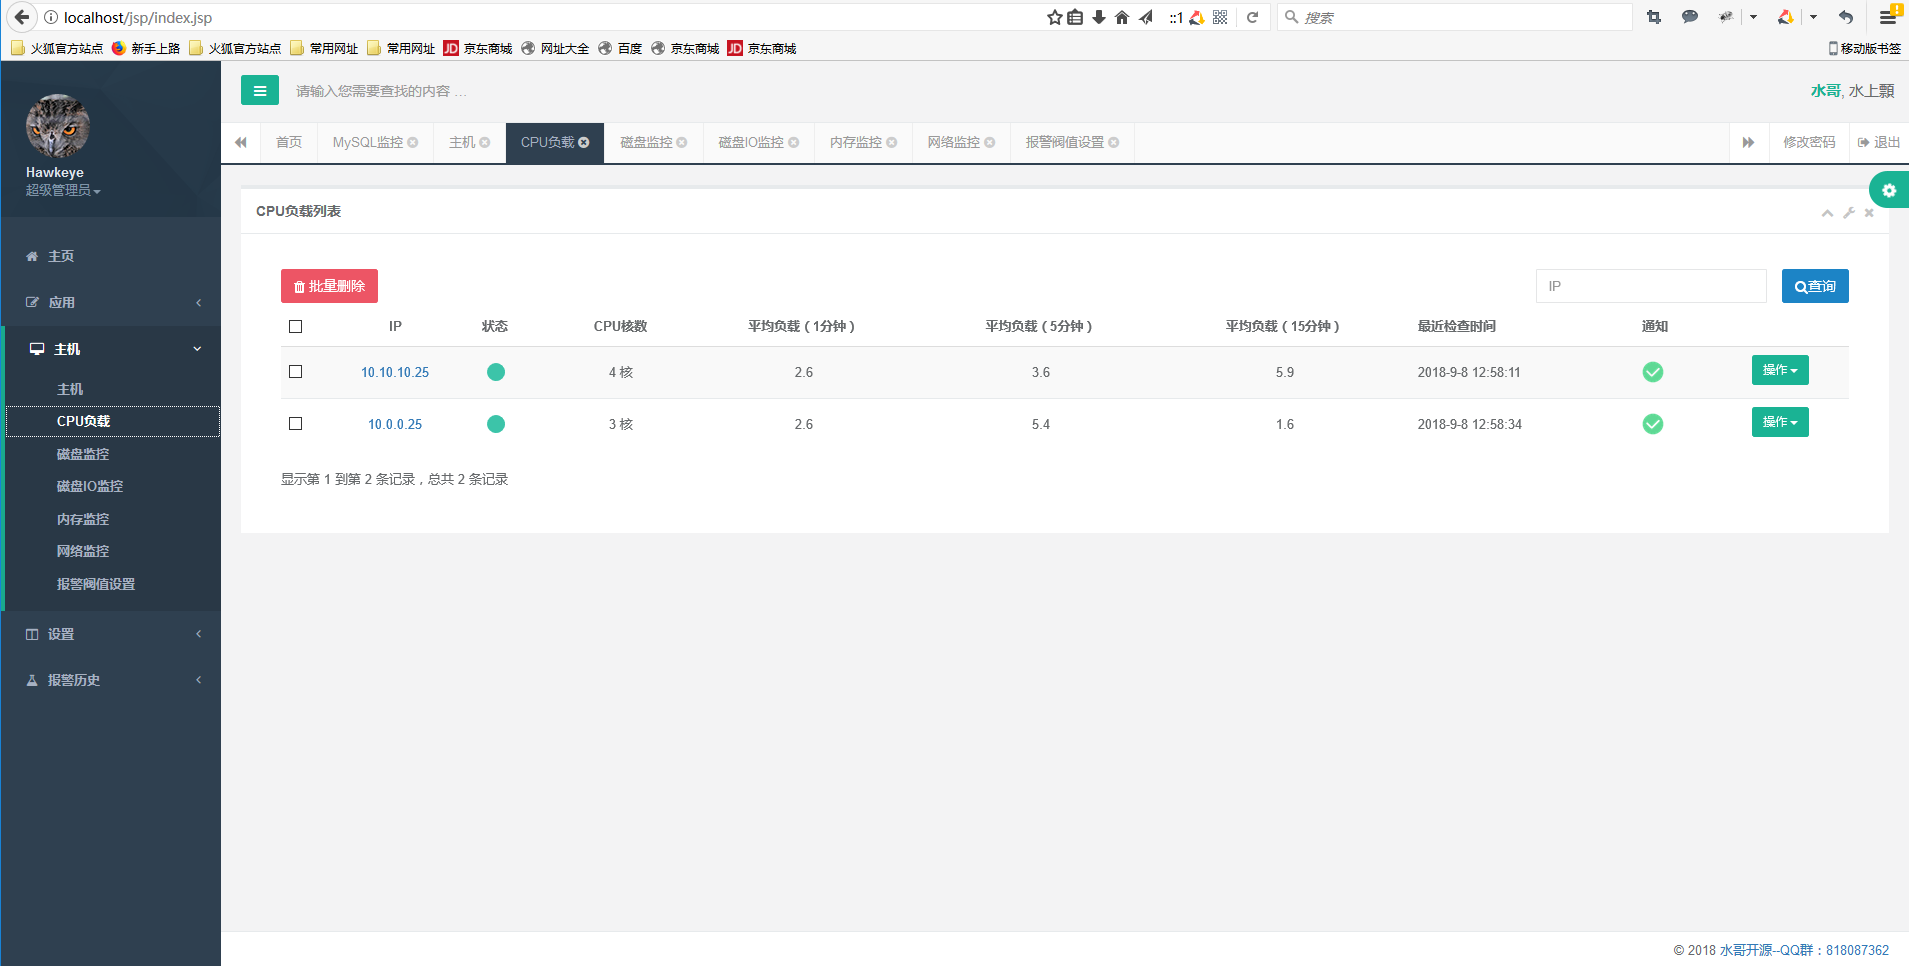 localhost/jsp/index.jsp
::1
搜索
火狐官方站点 新手上路 火狐官方站点 常用网址 常用网址 JD 京东商城 网址大全 百度 京东商城 JD 京东商城 移动版书签
请输入您需要查找的内容 …
水哥, 水上顥
Hawkeye
超级管理员
首页 MySQL监控 主机 CPU负载 磁盘监控 磁盘IO监控 内存监控 网络监控 报警阀值设置 修改密码 退出
主页
应用
主机
主机
CPU负载
磁盘监控
磁盘IO监控
内存监控
网络监控
报警阀值设置
设置
报警历史
CPU负载列表
批量删除 IP 查询
IP 状态 CPU核数 平均负载（1分钟） 平均负载（5分钟） 平均负载（15分钟） 最近检查时间 通知
10.10.10.25 4 核 2.6 3.6 5.9 2018-9-8 12:58:11 操作
10.0.0.25 3 核 2.6 5.4 1.6 2018-9-8 12:58:34 操作
显示第 1 到第 2 条记录，总共 2 条记录
© 2018 水哥开源--QQ群：818087362